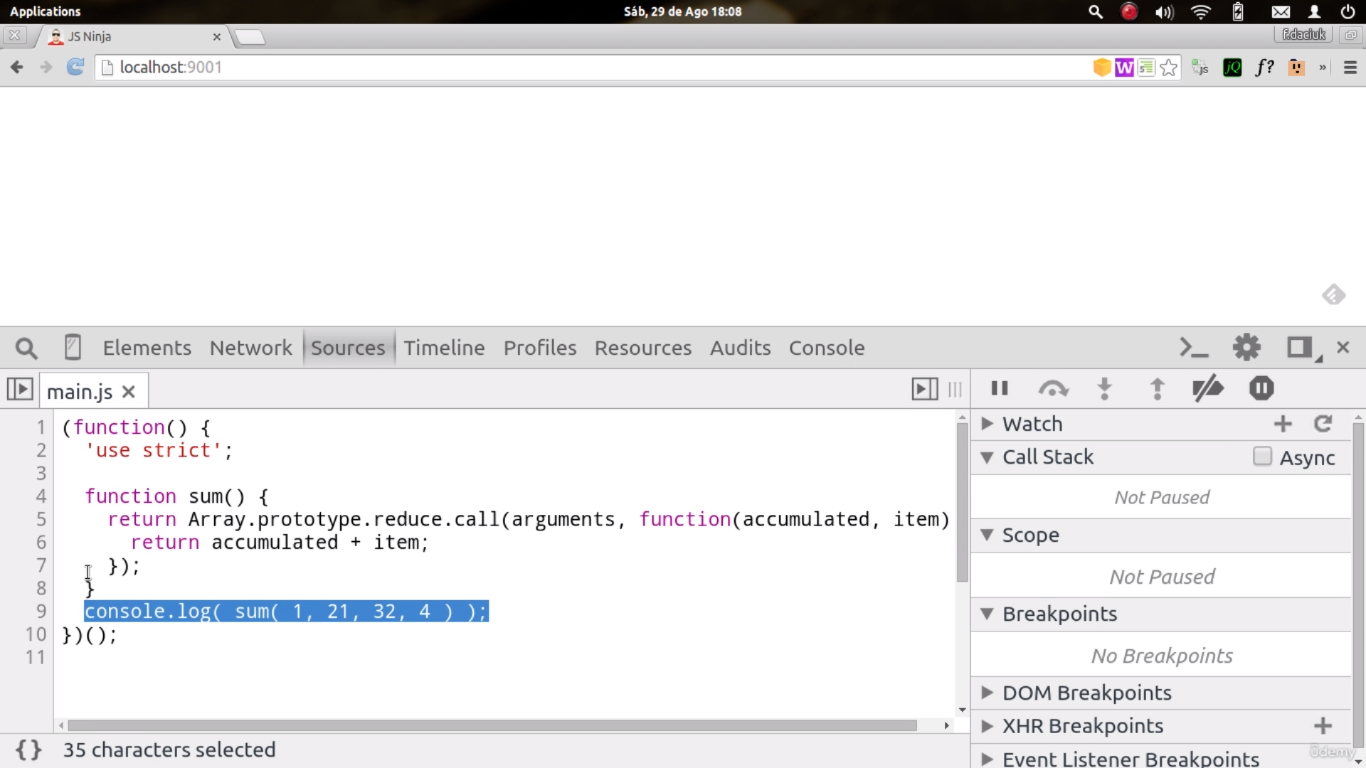 Applications
Sáb, 29 de Ago 18:08
JS Ninja
f.daciuk
localhost:9001
W
js
jQ
f?
»
Elements Network Sources Timeline Profiles Resources Audits Console
main.js
1 (function() {
2 'use strict';
3
4 function sum() {
5 return Array.prototype.reduce.call(arguments, function(accumulated, item)
6 return accumulated + item;
7 });
8 }
9 console.log( sum( 1, 21, 32, 4 ) );
10 })();
11
{} 35 characters selected
Watch
Call Stack
Async
Not Paused
Scope
Not Paused
Breakpoints
No Breakpoints
DOM Breakpoints
XHR Breakpoints
Event Listener Breakpoints
ûdemy